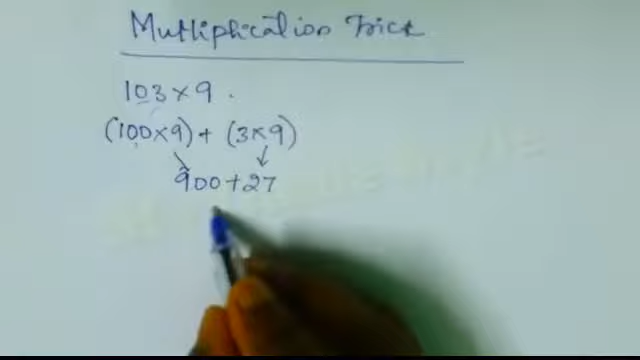 Multiplication Trick
103 × 9 .
(100×9) + (3×9)
900+27